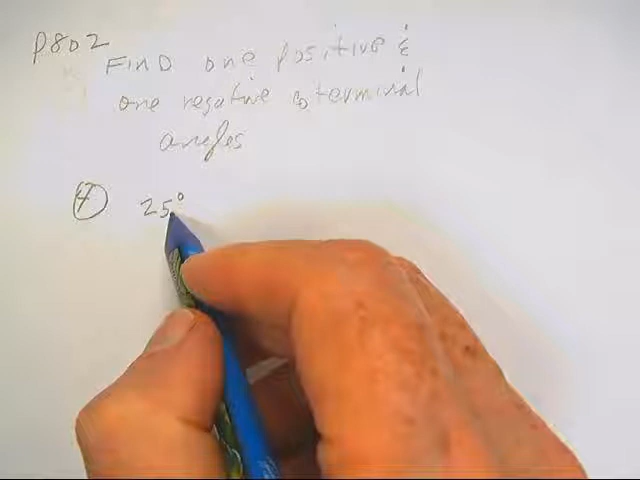 P802
Find one positive &
one negative coterminal
angles
7 25°